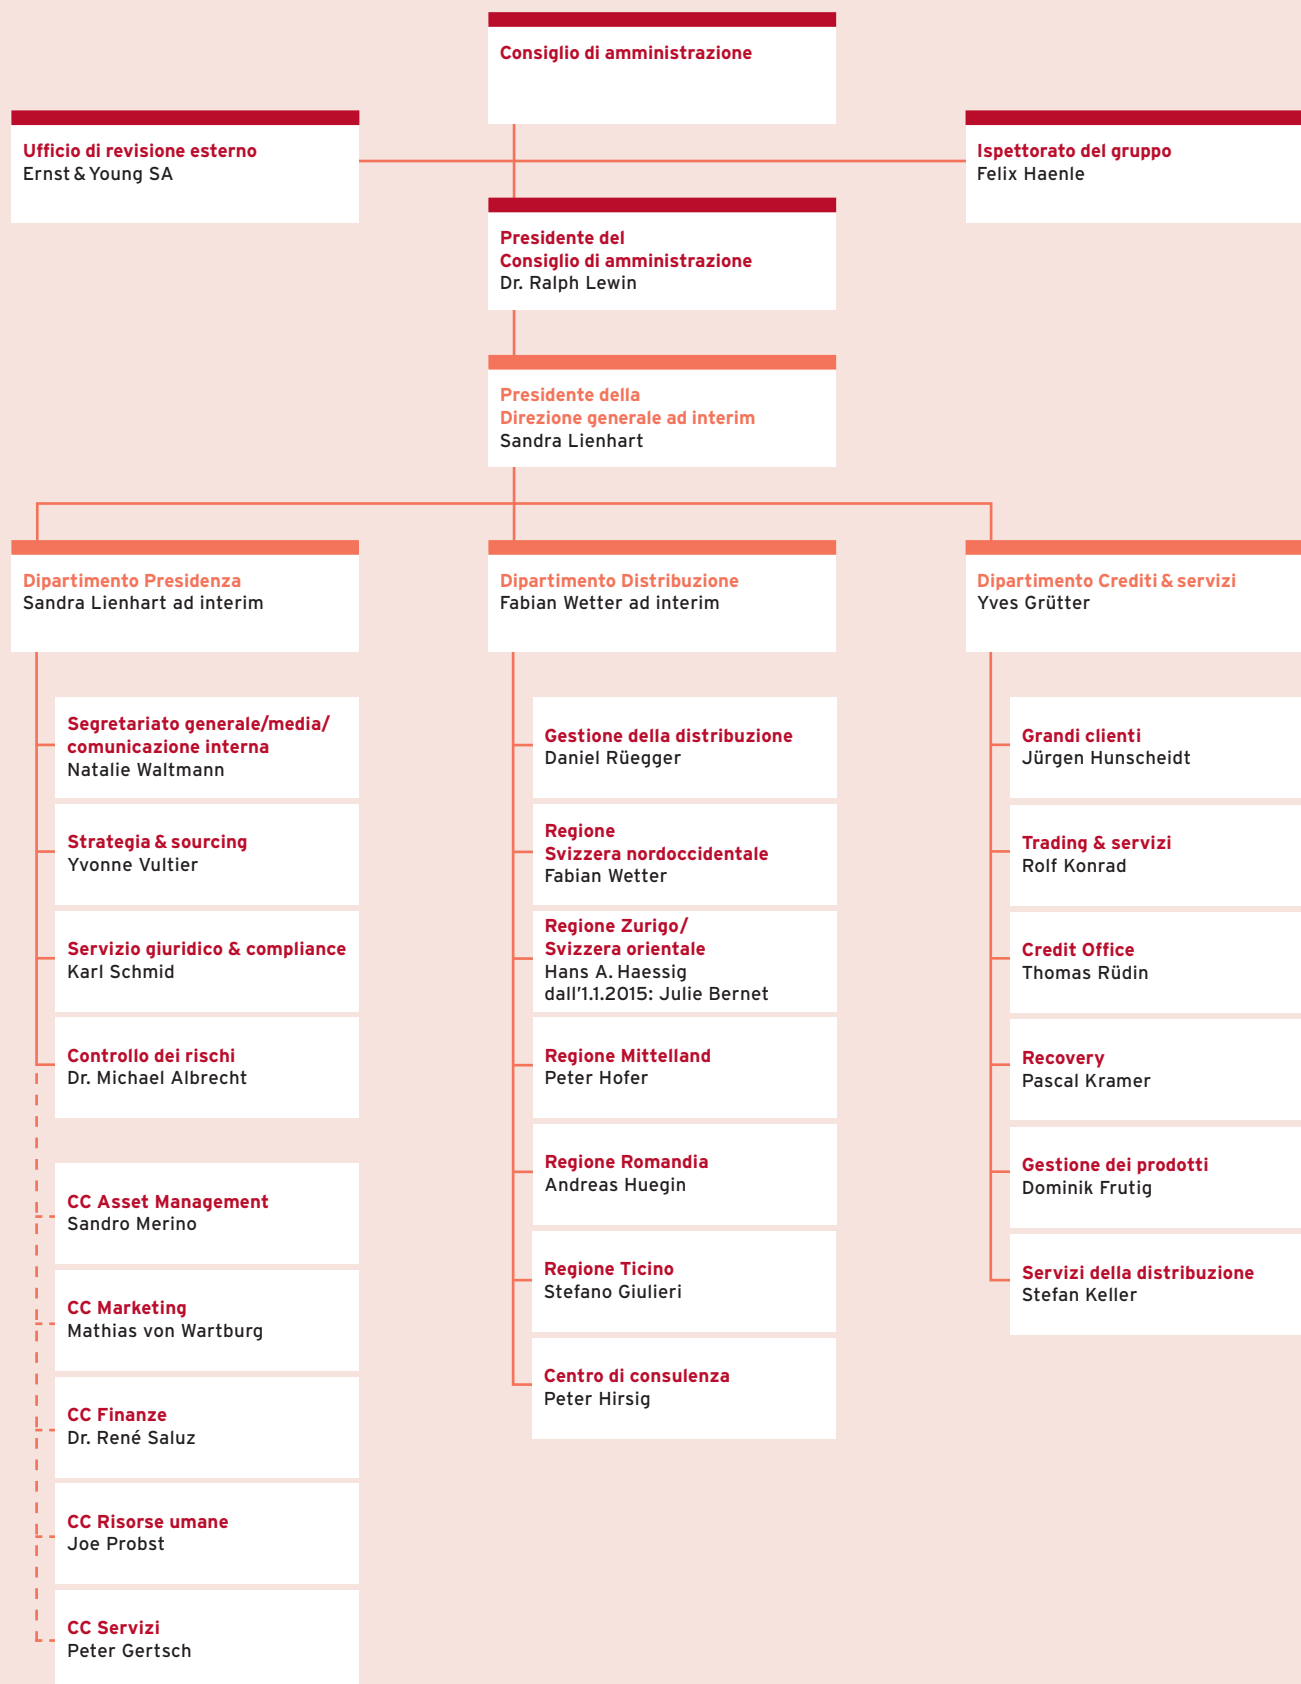 Consiglio di amministrazione
Ufficio di revisione esterno
Ernst & Young SA
Ispettorato del gruppo
Felix Haenle
Presidente del
Consiglio di amministrazione
Dr. Ralph Lewin
Presidente della
Direzione generale ad interim
Sandra Lienhart
Dipartimento Presidenza
Sandra Lienhart ad interim
Segretariato generale/media/
comunicazione interna
Natalie Waltmann
Strategia & sourcing
Yvonne Vultier
Servizio giuridico & compliance
Karl Schmid
Controllo dei rischi
Dr. Michael Albrecht
CC Asset Management
Sandro Merino
CC Marketing
Mathias von Wartburg
CC Finanze
Dr. René Saluz
CC Risorse umane
Joe Probst
CC Servizi
Peter Gertsch
Dipartimento Distribuzione
Fabian Wetter ad interim
Gestione della distribuzione
Daniel Rüegger
Regione
Svizzera nordoccidentale
Fabian Wetter
Regione Zurigo/
Svizzera orientale
Hans A. Haessig
dall'1.1.2015: Julie Bernet
Regione Mittelland
Peter Hofer
Regione Romandia
Andreas Huegin
Regione Ticino
Stefano Giulieri
Centro di consulenza
Peter Hirsig
Dipartimento Crediti & servizi
Yves Grütter
Grandi clienti
Jürgen Hunscheidt
Trading & servizi
Rolf Konrad
Credit Office
Thomas Rüdin
Recovery
Pascal Kramer
Gestione dei prodotti
Dominik Frutig
Servizi della distribuzione
Stefan Keller